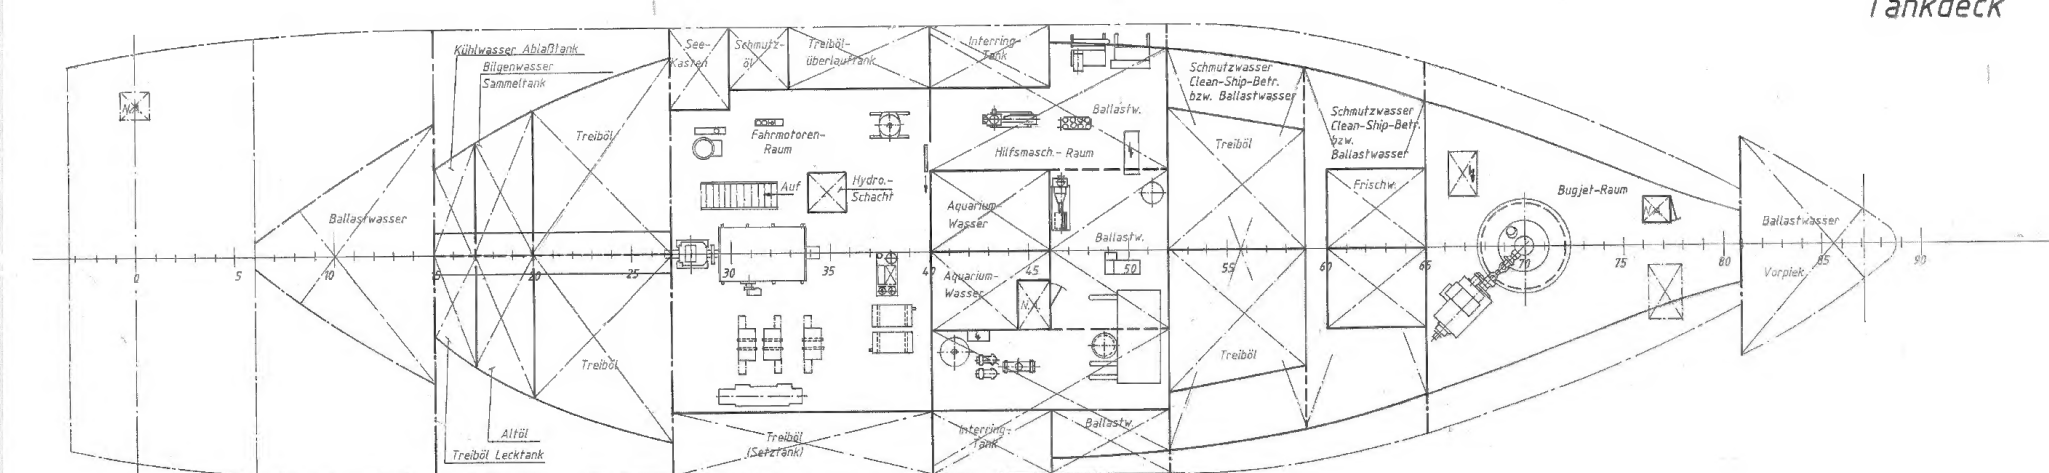 Tankdeck
Kühlwasser Ablaßtank
Bilgenwasser
Sammeltank
See-
Kasten
Schmutz-
öl
Treiböl-
überlauftank
Interring-
Tank
Schmutzwasser
Clean-Ship-Betr.
bzw. Ballastwasser
Schmutzwasser
Clean-Ship-Betr.
bzw.
Ballastwasser
N.A.
Treiböl
Fahrmotoren-
Raum
Ballastw.
Hilfsmasch.- Raum
Treiböl
Auf
Hydro.-
Schacht
Frischw.
Bugjet-Raum
N.A.
Ballastwasser
Aquarium-
Wasser
Ballastw.
Ballastwasser
0 5 10 15 20 25 30 35 40 45 50 55 60 65 70 75 80 85 90
Aquarium-
Wasser
Vorpiek
N.A.
Treiböl
Treiböl
Altöl
Treiböl Lecktank
Treiböl
(Setztank)
Interring-
Tank
Ballastw.